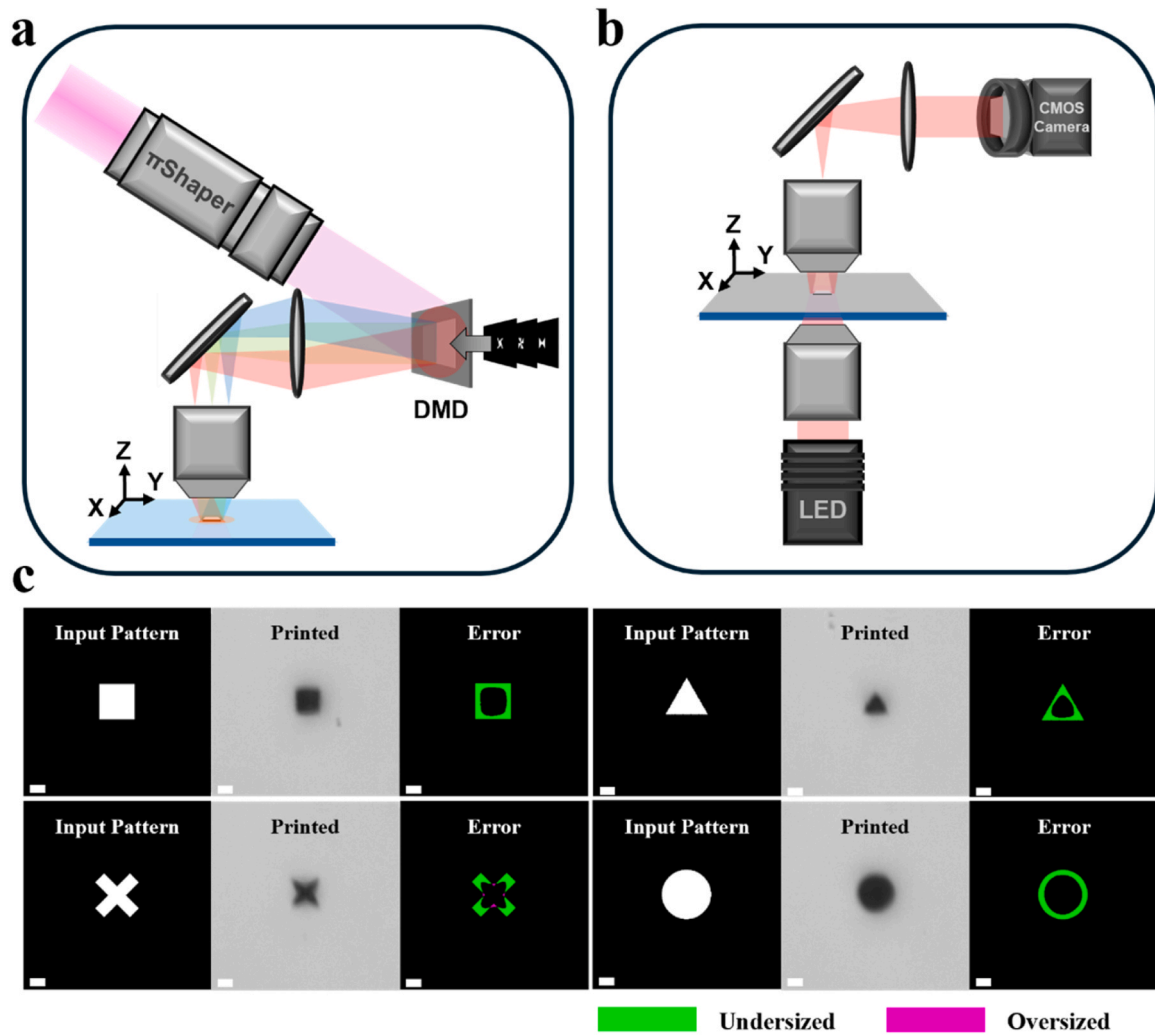 a
πShaper
DMD
Z
Y
X
b
CMOS
Camera
Z
Y
X
LED
c
Input Pattern
Printed
Error
Input Pattern
Printed
Error
Input Pattern
Printed
Error
Input Pattern
Printed
Error
Undersized
Oversized